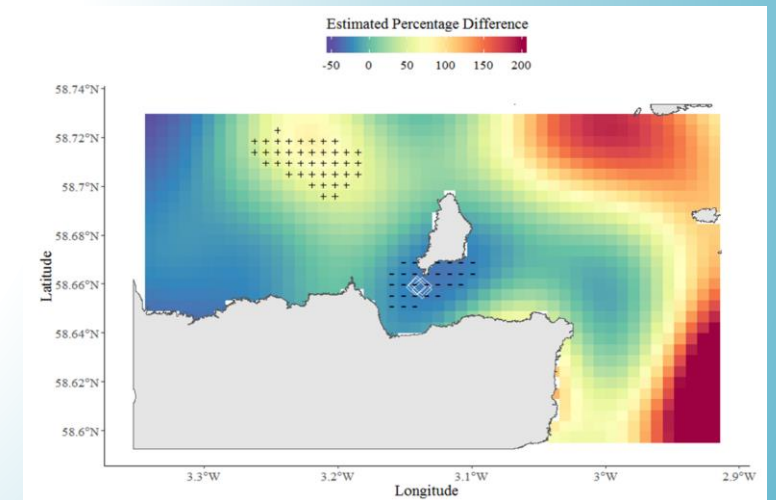 Estimated Percentage Difference
-50 0 50 100 150 200
58.74°N
58.72°N
58.7°N
58.68°N
58.66°N
58.64°N
58.62°N
58.6°N
Latitude
3.3°W 3.2°W 3.1°W 3°W 2.9°W
Longitude